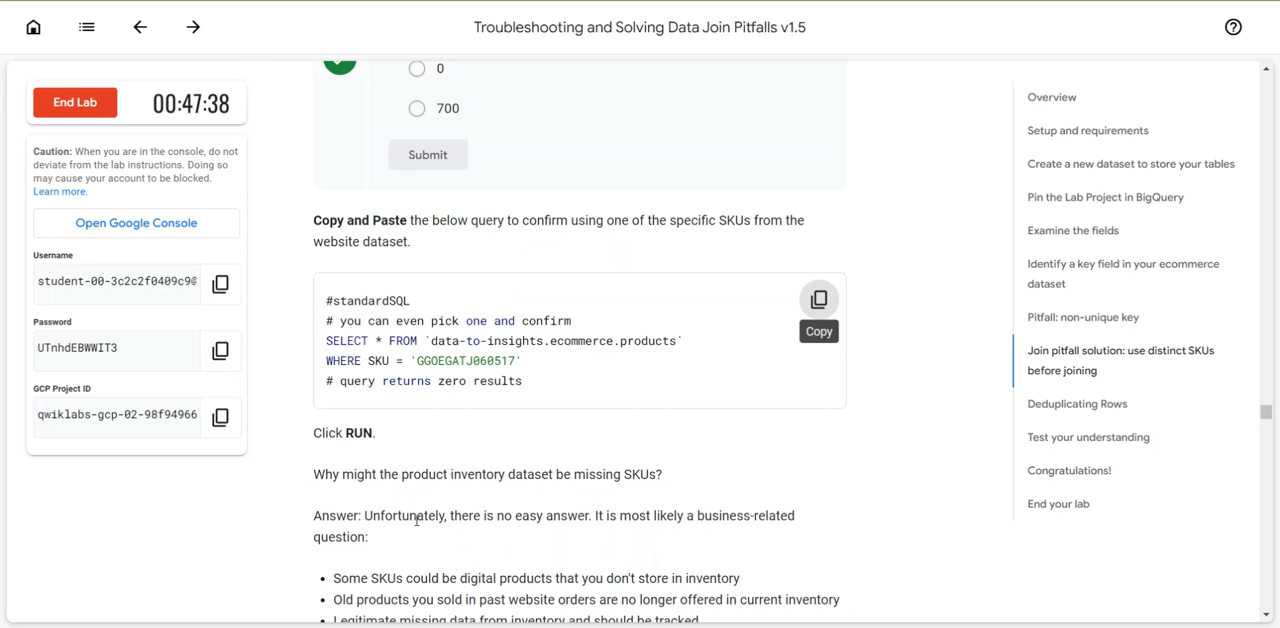 Troubleshooting and Solving Data Join Pitfalls v1.5
End Lab
00:47:38
Caution: When you are in the console, do not
deviate from the lab instructions. Doing so
may cause your account to be blocked.
Learn more.
Open Google Console
Username
student-00-3c2c2f0409c9@
Password
UTnhdEBWWIT3
GCP Project ID
qwiklabs-gcp-02-98f94966
0
700
Submit
Copy and Paste the below query to confirm using one of the specific SKUs from the
website dataset.
#standardSQL
# you can even pick one and confirm
SELECT * FROM `data-to-insights.ecommerce.products`
WHERE SKU = 'GGOEGATJ060517'
# query returns zero results
Copy
Click RUN.
Why might the product inventory dataset be missing SKUs?
Answer: Unfortunately, there is no easy answer. It is most likely a business-related
question:
• Some SKUs could be digital products that you don't store in inventory
• Old products you sold in past website orders are no longer offered in current inventory
• Legitimate missing data from inventory and should be tracked
Overview
Setup and requirements
Create a new dataset to store your tables
Pin the Lab Project in BigQuery
Examine the fields
Identify a key field in your ecommerce
dataset
Pitfall: non-unique key
Join pitfall solution: use distinct SKUs
before joining
Deduplicating Rows
Test your understanding
Congratulations!
End your lab